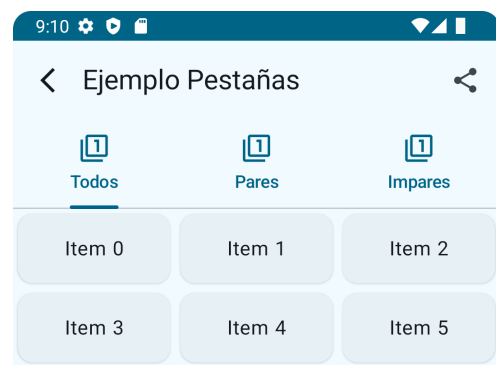 9:10
Ejemplo Pestañas
1 1 1
Todos Pares Impares
Item 0 Item 1 Item 2
Item 3 Item 4 Item 5